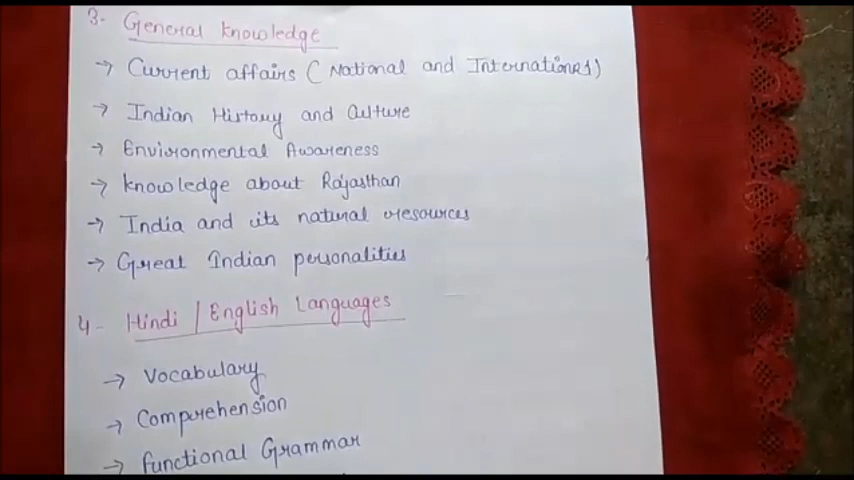 3- General knowledge
→ Current affairs ( National and International)
→ Indian History and Culture
→ Environmental Awareness
→ knowledge about Rajasthan
→ India and its natural resources
→ Great Indian personalities
4- Hindi / English Languages
→ Vocabulary
→ Comprehension
→ functional Grammar